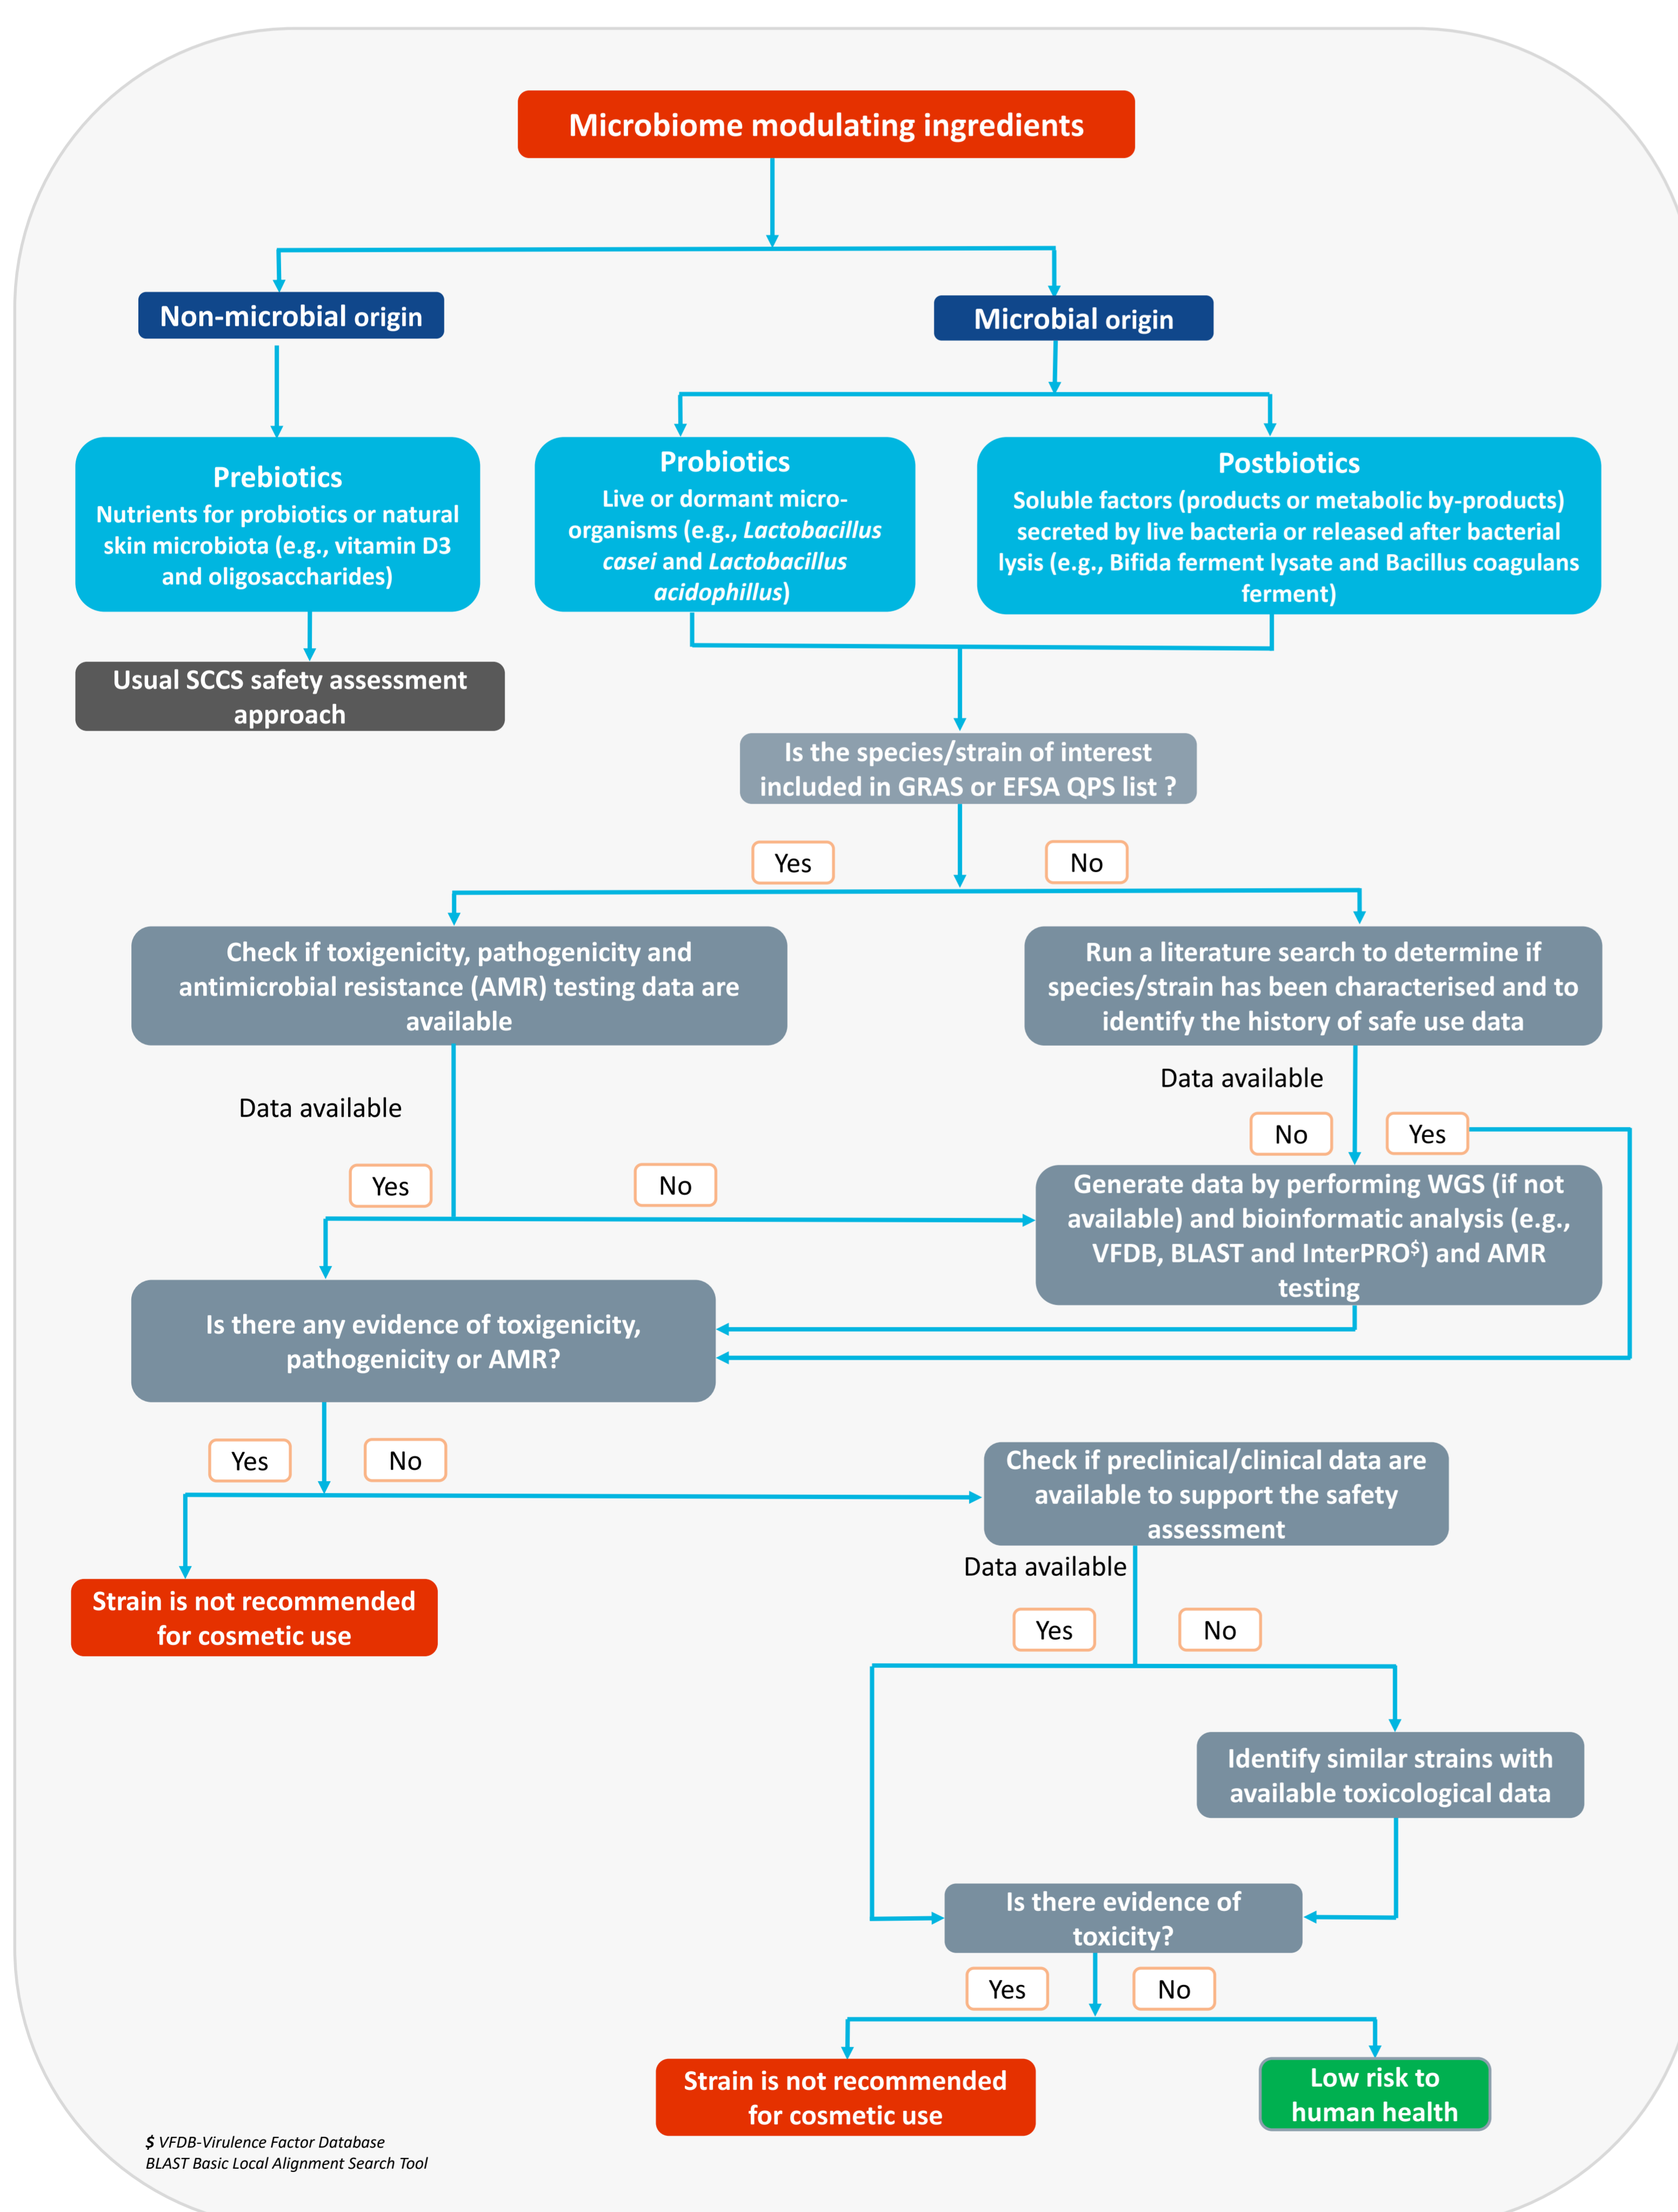 Microbiome modulating ingredients
Non-microbial origin
Microbial origin
Prebiotics
Nutrients for probiotics or natural
skin microbiota (e.g., vitamin D3
and oligosaccharides)
Probiotics
Live or dormant micro-
organisms (e.g., Lactobacillus
casei and Lactobacillus
acidophillus)
Postbiotics
Soluble factors (products or metabolic by-products)
secreted by live bacteria or released after bacterial
lysis (e.g., Bifida ferment lysate and Bacillus coagulans
ferment)
Usual SCCS safety assessment
approach
Is the species/strain of interest
included in GRAS or EFSA QPS list ?
Yes
No
Check if toxigenicity, pathogenicity and
antimicrobial resistance (AMR) testing data are
available
Run a literature search to determine if
species/strain has been characterised and to
identify the history of safe use data
Data available
Data available
No
Yes
Yes
No
Generate data by performing WGS (if not
available) and bioinformatic analysis (e.g.,
VFDB, BLAST and InterPRO$) and AMR
testing
Is there any evidence of toxigenicity,
pathogenicity or AMR?
Yes
No
Check if preclinical/clinical data are
available to support the safety
assessment
Data available
Strain is not recommended
for cosmetic use
Yes
No
Identify similar strains with
available toxicological data
Is there evidence of
toxicity?
Yes
No
Strain is not recommended
for cosmetic use
Low risk to
human health
$ VFDB-Virulence Factor Database
BLAST Basic Local Alignment Search Tool